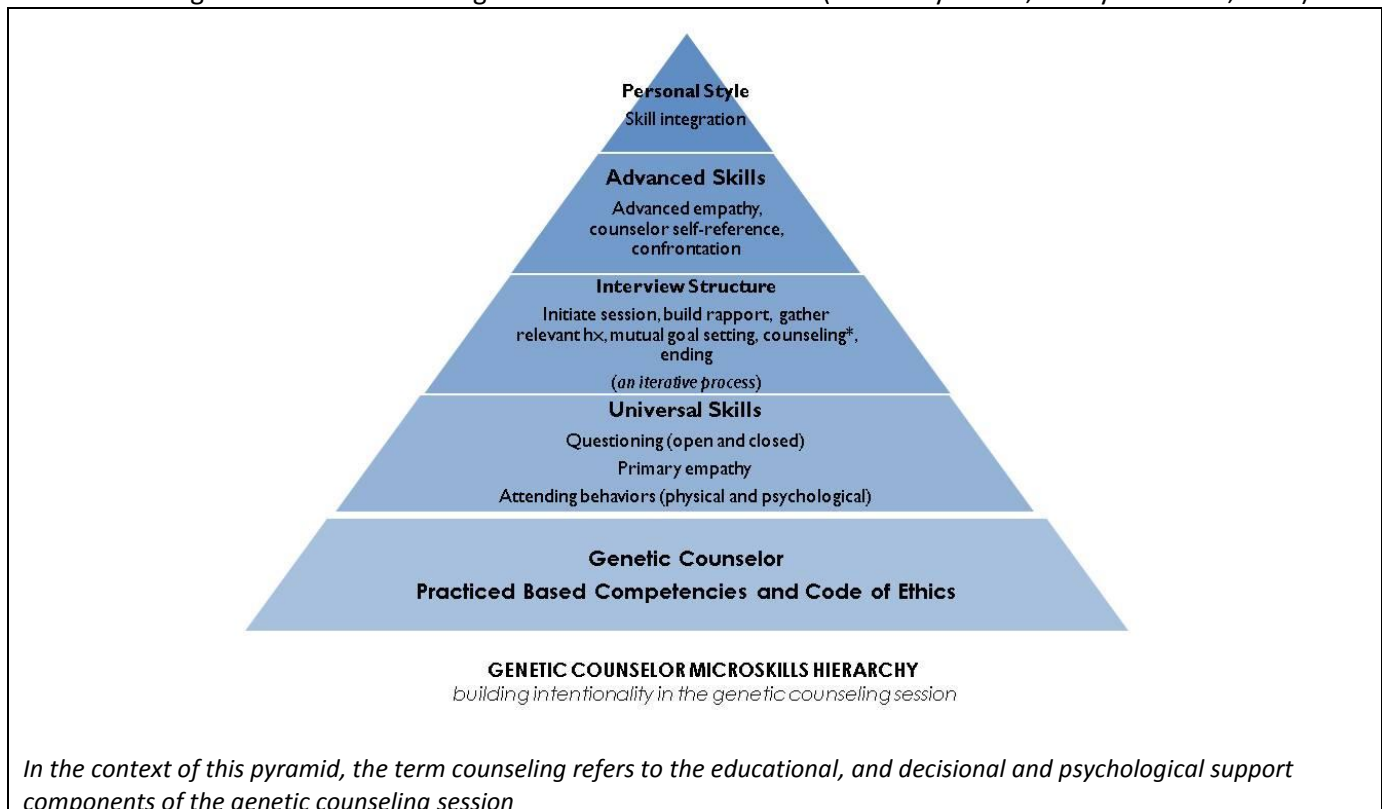 Personal Style
Skill integration
Advanced Skills
Advanced empathy,
counselor self-reference,
confrontation
Interview Structure
Initiate session, build rapport, gather
relevant hx, mutual goal setting, counseling*,
ending
(an iterative process)
Universal Skills
Questioning (open and closed)
Primary empathy
Attending behaviors (physical and psychological)
Genetic Counselor
Practiced Based Competencies and Code of Ethics
GENETIC COUNSELOR MICROSKILLS HIERARCHY
building intentionality in the genetic counseling session
In the context of this pyramid, the term counseling refers to the educational, and decisional and psychological support
components of the genetic counseling session